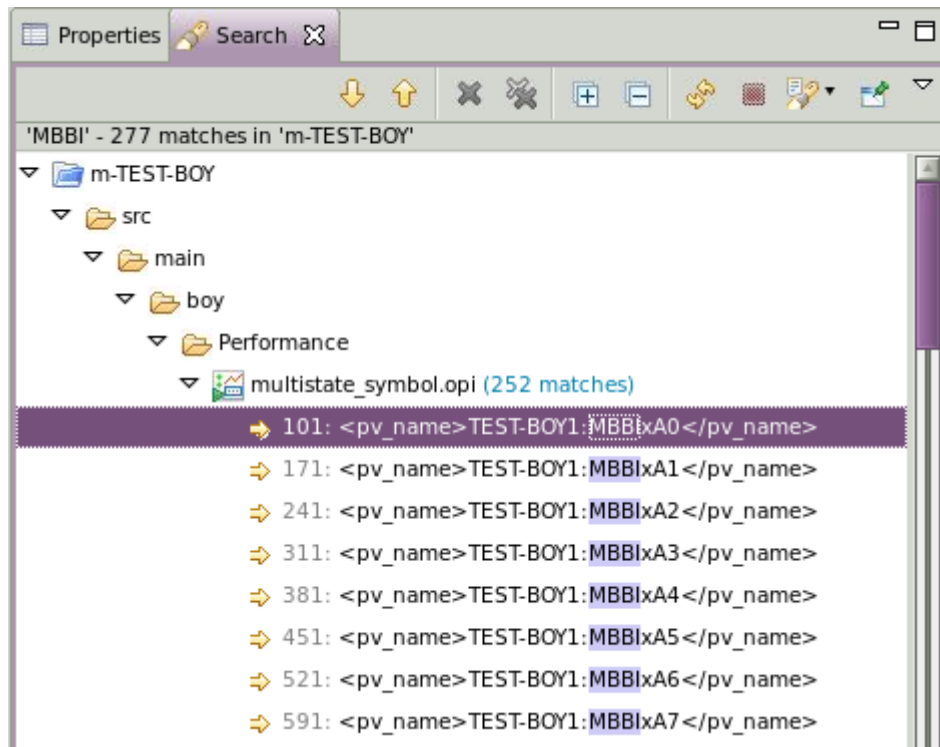 Properties Search
'MBBI' - 277 matches in 'm-TEST-BOY'
m-TEST-BOY
src
main
boy
Performance
multistate_symbol.opi (252 matches)
101: <pv_name>TEST-BOY1:MBBIxA0</pv_name>
171: <pv_name>TEST-BOY1:MBBIxA1</pv_name>
241: <pv_name>TEST-BOY1:MBBIxA2</pv_name>
311: <pv_name>TEST-BOY1:MBBIxA3</pv_name>
381: <pv_name>TEST-BOY1:MBBIxA4</pv_name>
451: <pv_name>TEST-BOY1:MBBIxA5</pv_name>
521: <pv_name>TEST-BOY1:MBBIxA6</pv_name>
591: <pv_name>TEST-BOY1:MBBIxA7</pv_name>